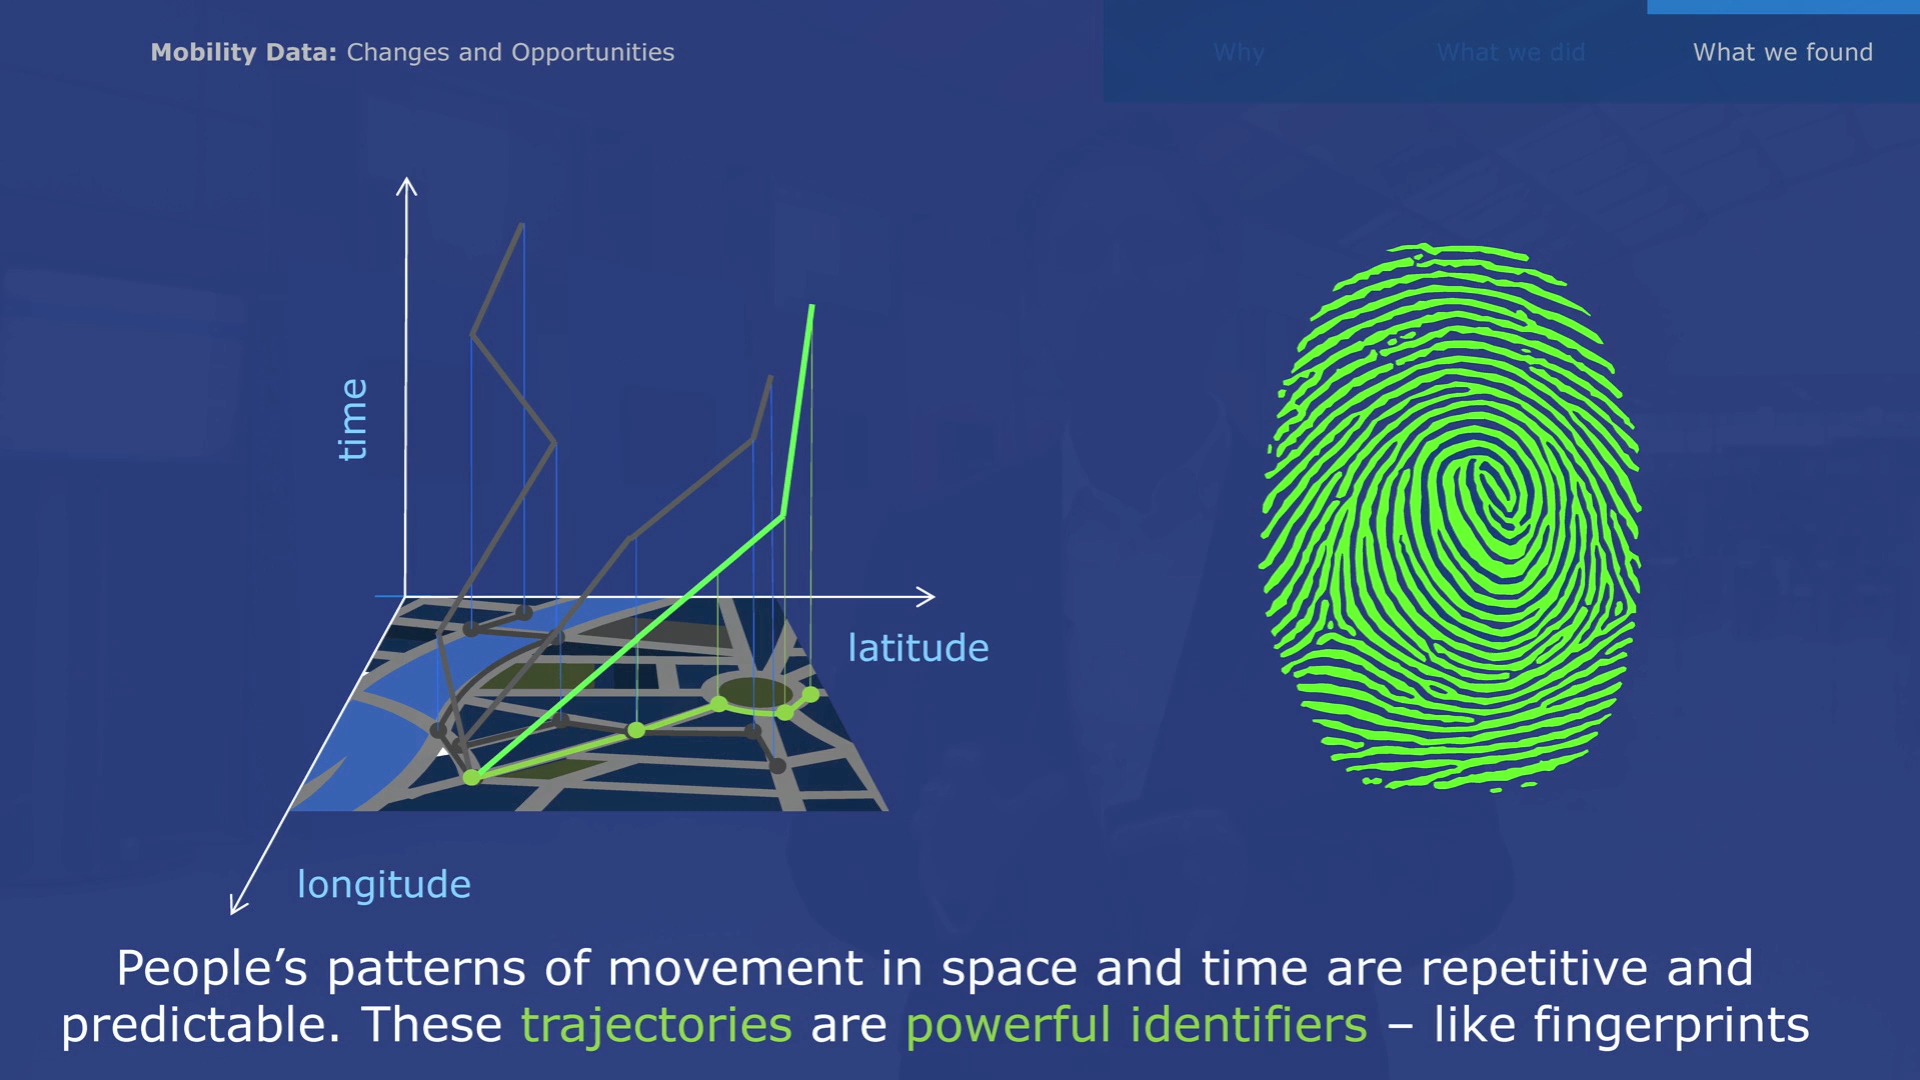 Mobility Data: Changes and Opportunities
Why
What we did
What we found
time
latitude
longitude
People’s patterns of movement in space and time are repetitive and
predictable. These trajectories are powerful identifiers – like fingerprints